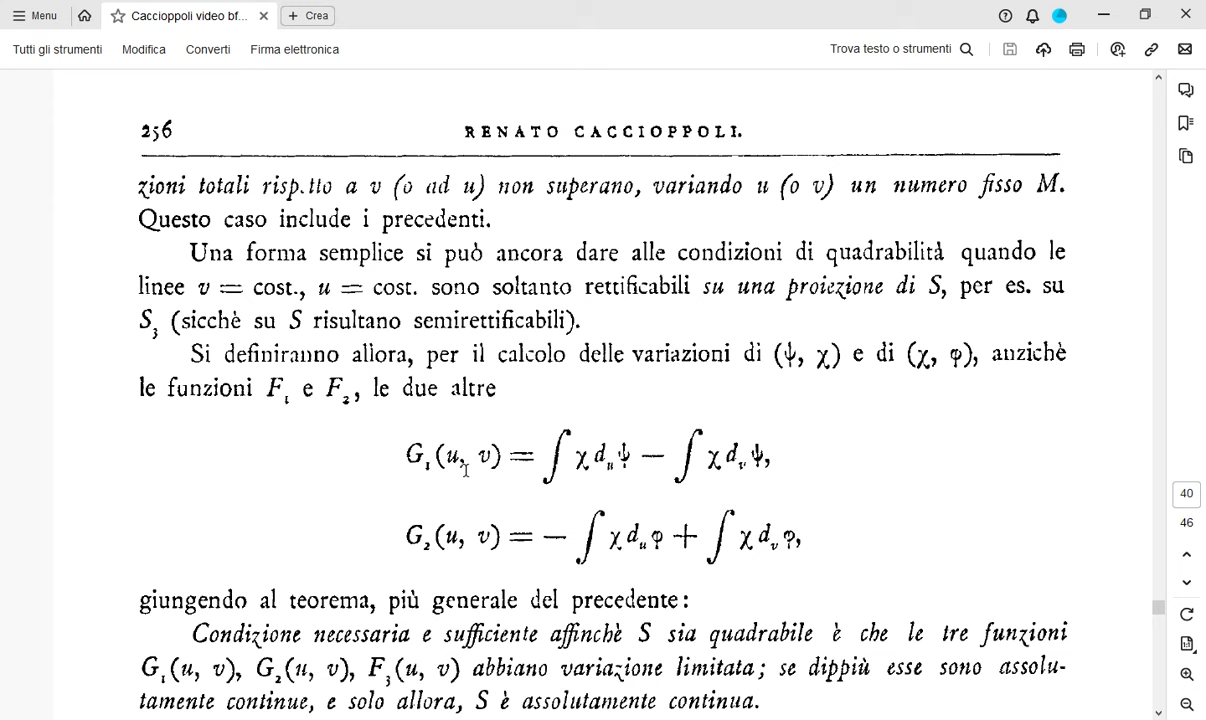 Menu
Caccioppoli video bf...
+ Crea
Tutti gli strumenti Modifica Converti Firma elettronica
Trova testo o strumenti
256 RENATO CACCIOPPOLI.
zioni totali risp.tto a v (o ad u) non superano, variando u (o v) un numero fisso M.
Questo caso include i precedenti.
Una forma semplice si può ancora dare alle condizioni di quadrabilità quando le
linee v = cost., u = cost. sono soltanto rettificabili su una proiezione di S, per es. su
S₃ (sicchè su S risultano semirettificabili).
Si definiranno allora, per il calcolo delle variazioni di (ψ, χ) e di (χ, φ), anzichè
le funzioni F₁ e F₂, le due altre
G₁(u, v) = ∫ χ dᵤψ — ∫ χ dᵥψ,
G₂(u, v) = — ∫ χ dᵤφ + ∫ χ dᵥφ,
giungendo al teorema, più generale del precedente:
Condizione necessaria e sufficiente affinchè S sia quadrabile è che le tre funzioni
G₁(u, v), G₂(u, v), F₃(u, v) abbiano variazione limitata; se dippiù esse sono assolu-
tamente continue, e solo allora, S è assolutamente continua.
40
46